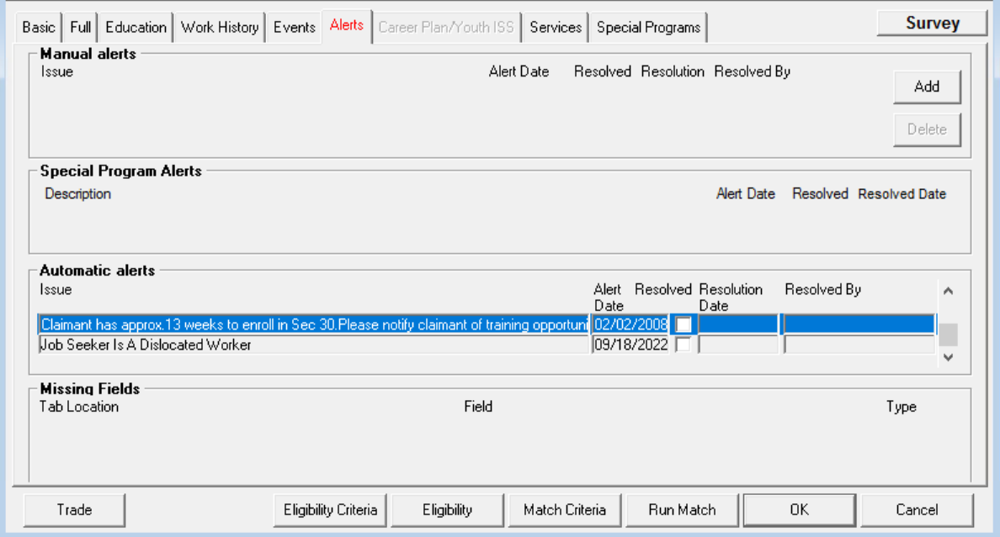 Basic Full Education Work History Events Alerts Career Plan/Youth ISS Services Special Programs Survey
Manual alerts
Issue Alert Date Resolved Resolution Resolved By
Add
Delete
Special Program Alerts
Description Alert Date Resolved Resolved Date
Automatic alerts
Issue Alert Date Resolved Resolution Date Resolved By
Claimant has approx.13 weeks to enroll in Sec 30.Please notify claimant of training opportuni 02/02/2008
Job Seeker Is A Dislocated Worker 09/18/2022
Missing Fields
Tab Location Field Type
Trade Eligibility Criteria Eligibility Match Criteria Run Match OK Cancel